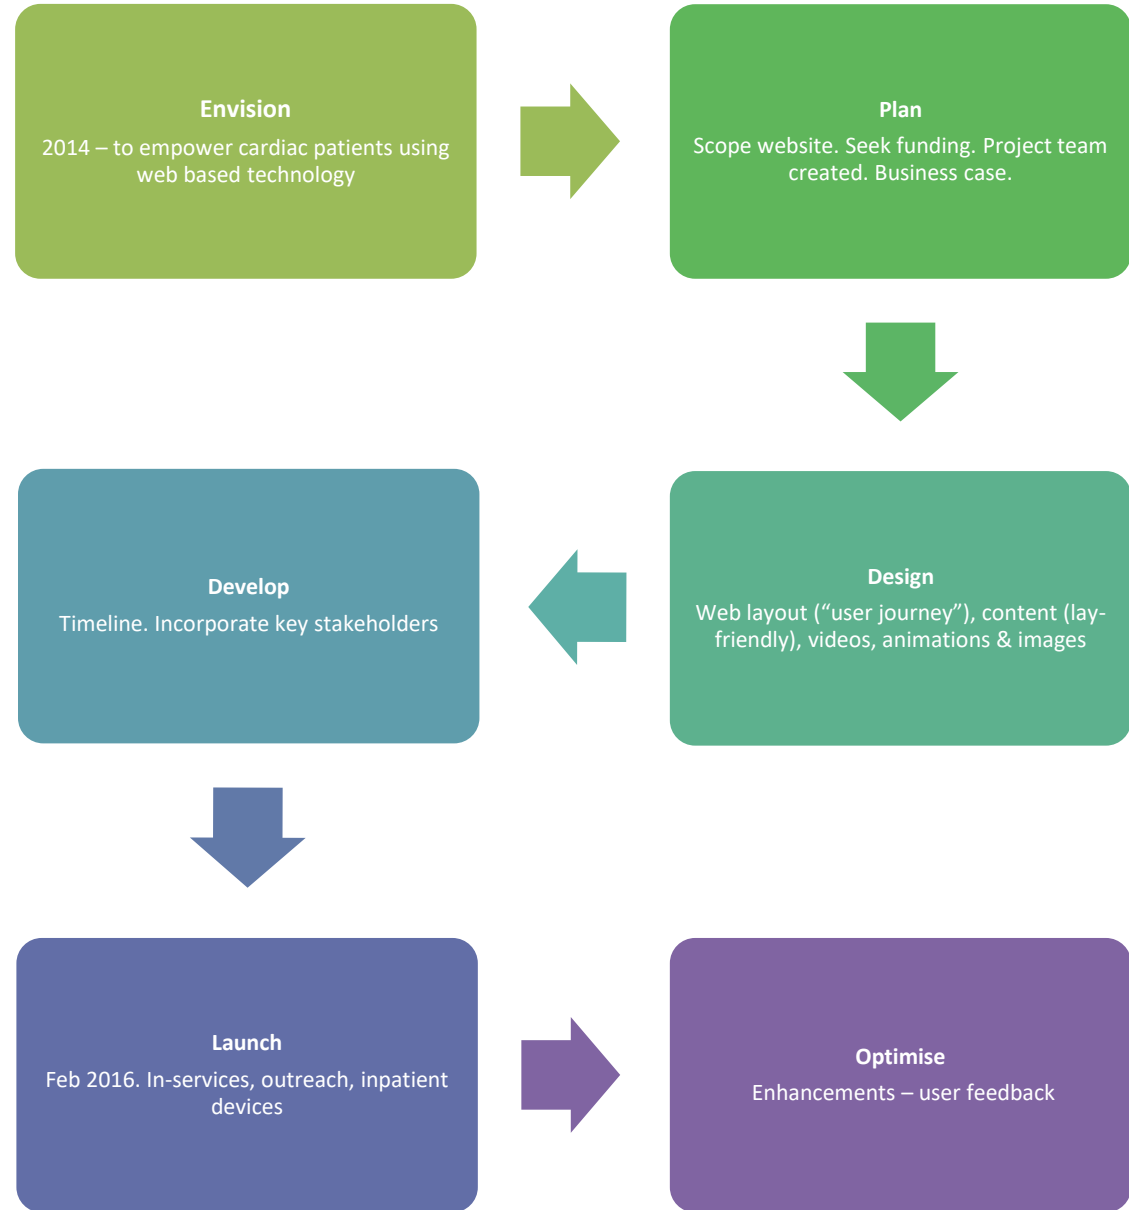 Envision
2014 – to empower cardiac patients using
web based technology
Plan
Scope website. Seek funding. Project team
created. Business case.
Design
Web layout (“user journey”), content (lay-
friendly), videos, animations & images
Develop
Timeline. Incorporate key stakeholders
Launch
Feb 2016. In-services, outreach, inpatient
devices
Optimise
Enhancements – user feedback